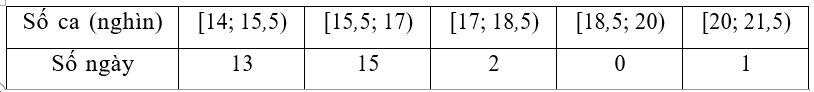 Số ca (nghìn) [14; 15,5) [15,5; 17) [17; 18,5) [18,5; 20) [20; 21,5)
Số ngày 13 15 2 0 1